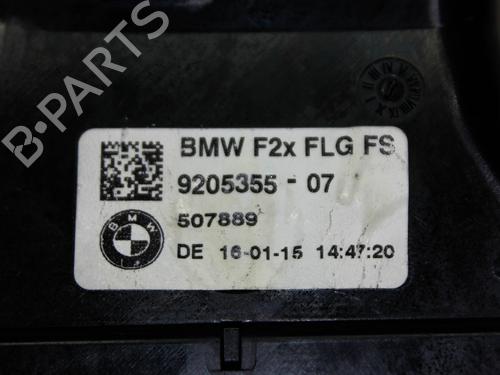 B-PARTS
BMW F2x FLG FS
9205355 - 07
507889
BMW
DE 16-01-15 14:47:20